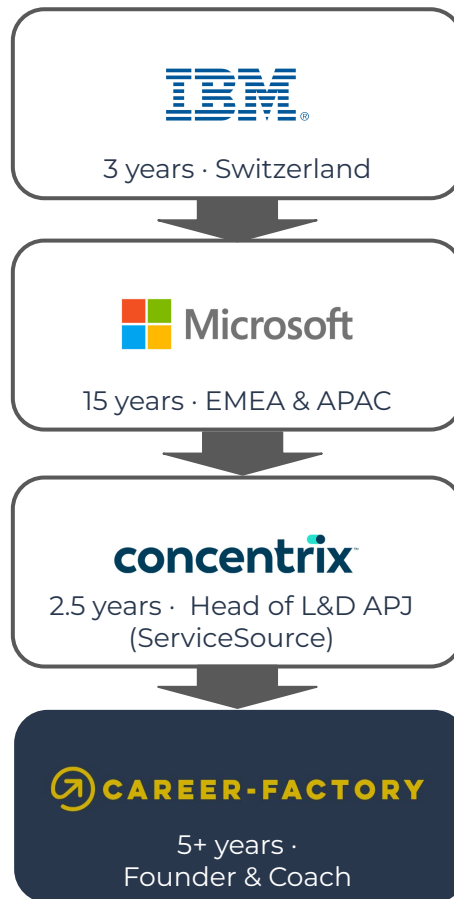 IBM®
3 years · Switzerland
Microsoft
15 years · EMEA & APAC
concentrix™
2.5 years · Head of L&D APJ
(ServiceSource)
CAREER-FACTORY
5+ years ·
Founder & Coach